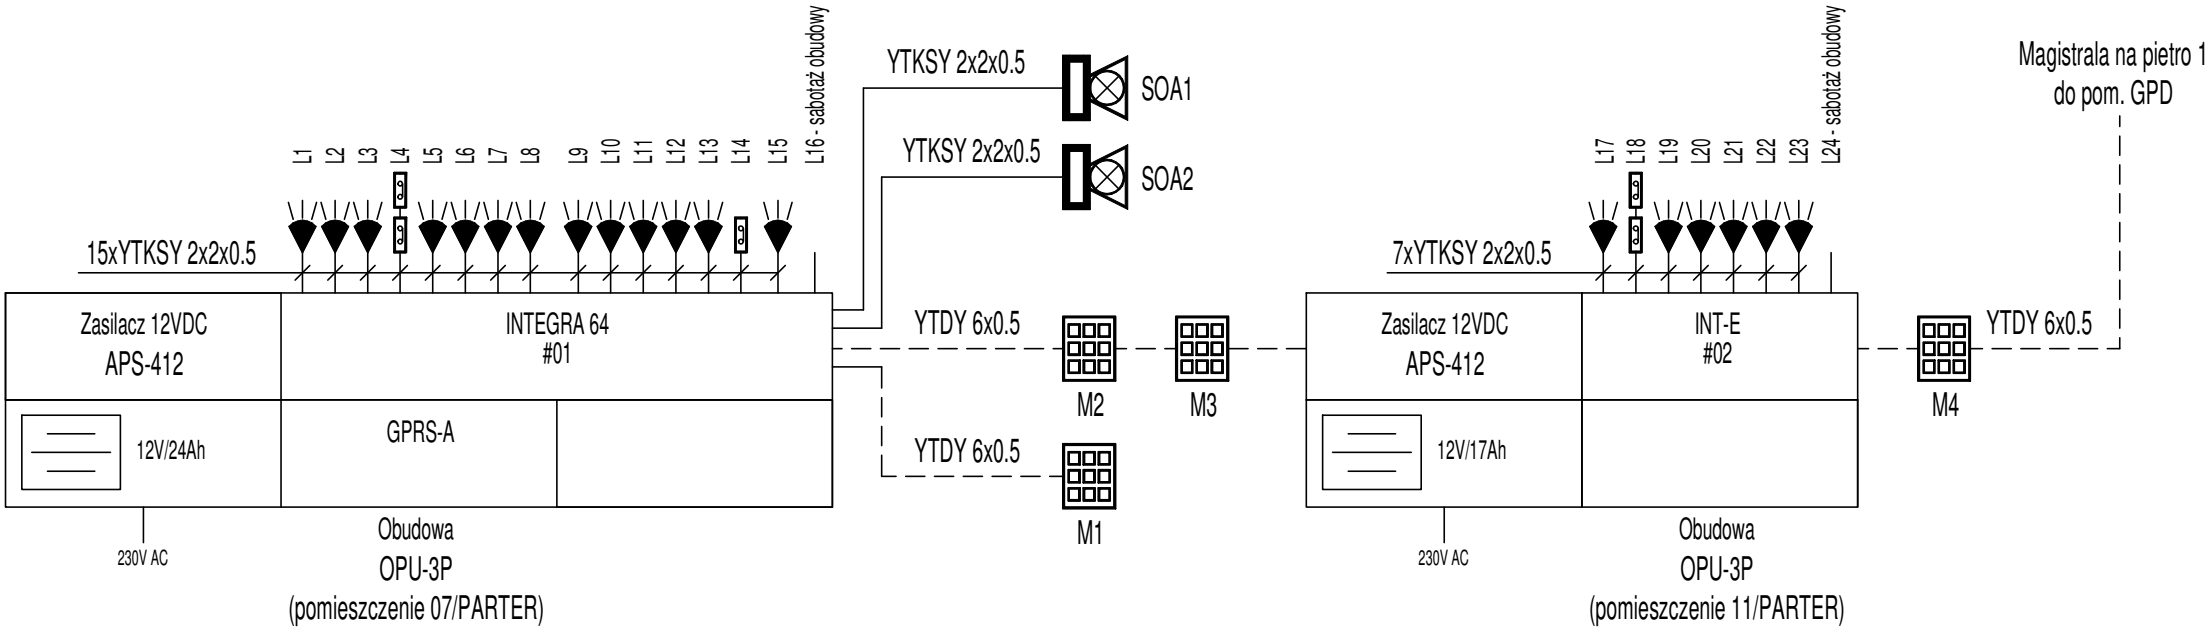 YTKSY 2x2x0.5
SOA1
YTKSY 2x2x0.5
SOA2
L1
L2
L3
L4
L5
L6
L7
L8
L9
L10
L11
L12
L13
L14
L15
L16 - sabotaż obudowy
15xYTKSY 2x2x0.5
Zasilacz 12VDC
APS-412
INTEGRA 64
#01
12V/24Ah
GPRS-A
230V AC
Obudowa
OPU-3P
(pomieszczenie 07/PARTER)
YTDY 6x0.5
M2
M3
YTDY 6x0.5
M1
L17
L18
L19
L20
L21
L22
L23
L24 - sabotaż obudowy
7xYTKSY 2x2x0.5
Zasilacz 12VDC
APS-412
INT-E
#02
12V/17Ah
230V AC
Obudowa
OPU-3P
(pomieszczenie 11/PARTER)
M4
YTDY 6x0.5
Magistrala na pietro 1
do pom. GPD